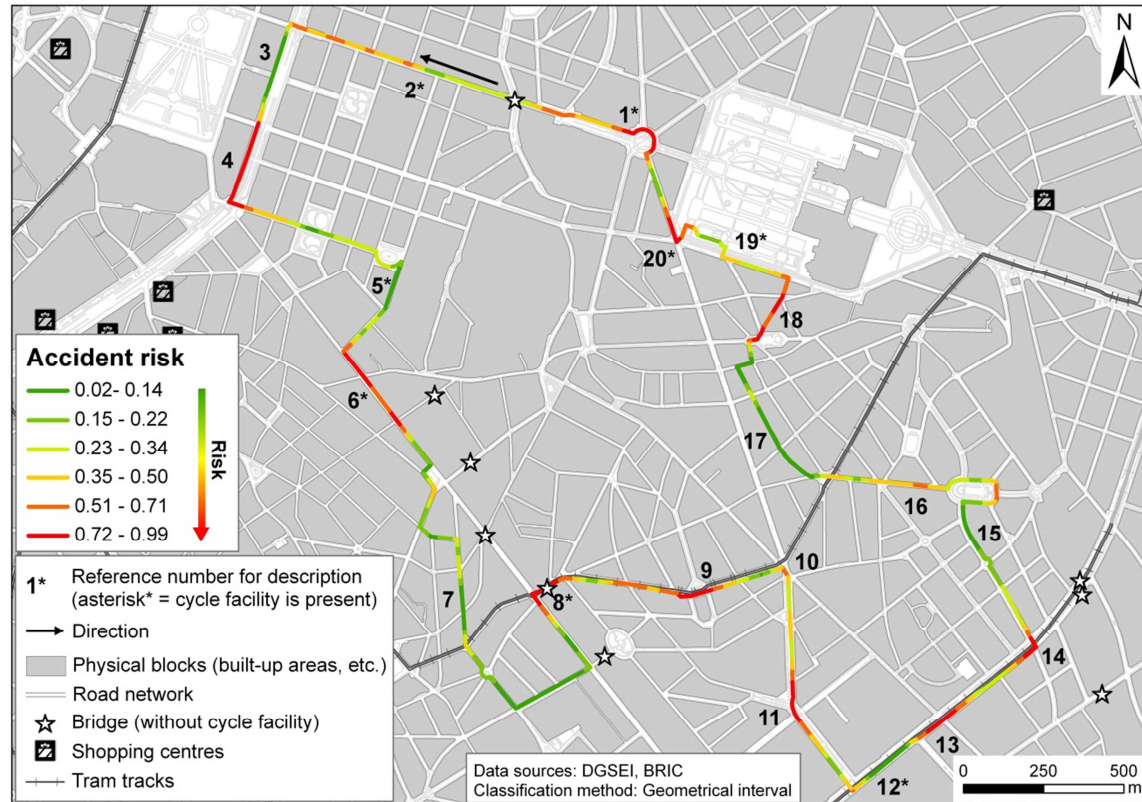 N
3
2*
1*
4
20*
19*
5*
18
6*
17
16
15
7
8*
9
10
14
11
13
12*
Accident risk
0.02- 0.14
0.15 - 0.22
0.23 - 0.34
0.35 - 0.50
0.51 - 0.71
0.72 - 0.99
Risk
1* Reference number for description
(asterisk* = cycle facility is present)
Direction
Physical blocks (built-up areas, etc.)
Road network
Bridge (without cycle facility)
Shopping centres
Tram tracks
Data sources: DGSEI, BRIC
Classification method: Geometrical interval
0 250 500
m